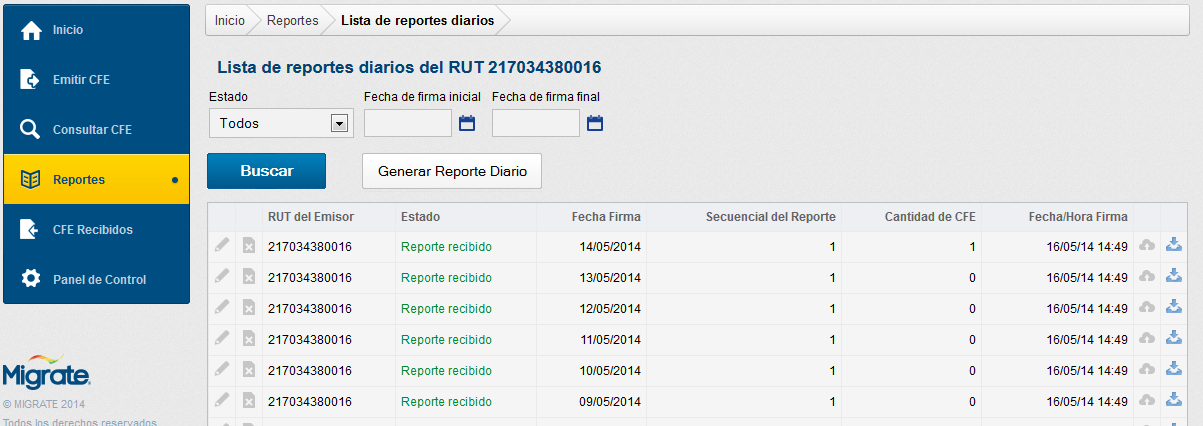 Inicio
Emitir CFE
Consultar CFE
Reportes
CFE Recibidos
Panel de Control
Migrate
© MIGRATE 2014
Todos los derechos reservados
Inicio Reportes Lista de reportes diarios
Lista de reportes diarios del RUT 217034380016
Estado Fecha de firma inicial Fecha de firma final
Todos
Buscar Generar Reporte Diario
RUT del Emisor Estado Fecha Firma Secuencial del Reporte Cantidad de CFE Fecha/Hora Firma
217034380016 Reporte recibido 14/05/2014 1 1 16/05/14 14:49
217034380016 Reporte recibido 13/05/2014 1 0 16/05/14 14:49
217034380016 Reporte recibido 12/05/2014 1 0 16/05/14 14:49
217034380016 Reporte recibido 11/05/2014 1 0 16/05/14 14:49
217034380016 Reporte recibido 10/05/2014 1 0 16/05/14 14:49
217034380016 Reporte recibido 09/05/2014 1 0 16/05/14 14:49